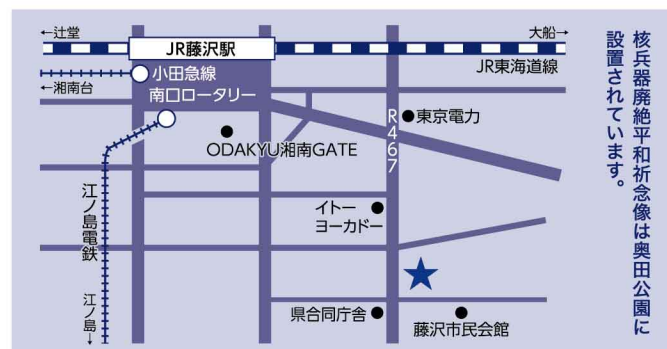 ←辻堂
大船→
JR藤沢駅
JR東海道線
小田急線
←湘南台
南口ロータリー
R467
東京電力
ODAKYU湘南GATE
江ノ島電鉄
イトー
ヨーカドー
江ノ島→
県合同庁舎
藤沢市民会館
核兵器廃絶平和祈念像は奥田公園に
設置されています。